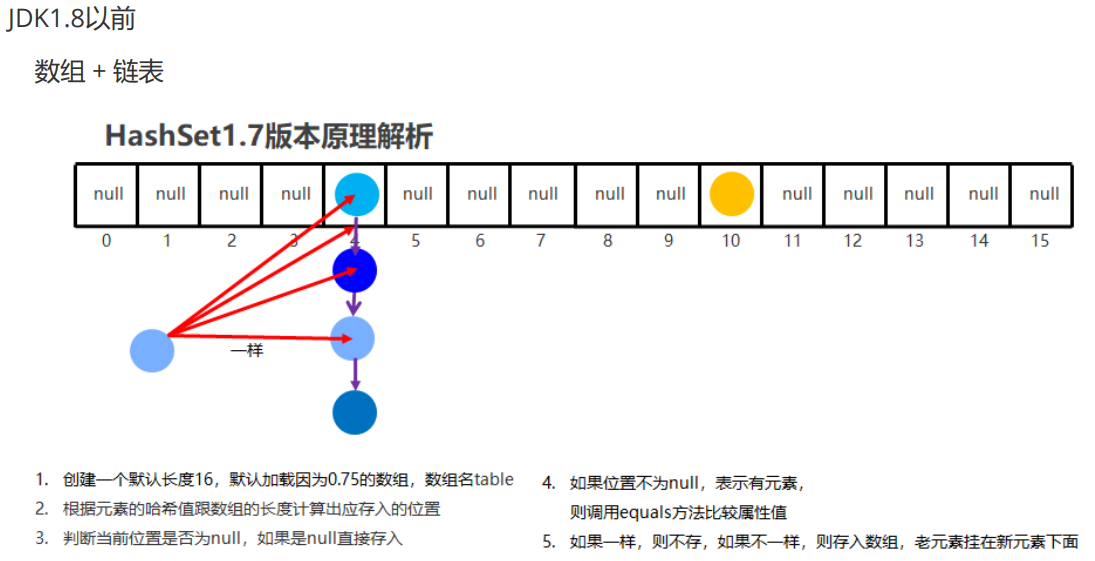 JDK1.8以前
数组 + 链表
HashSet1.7版本原理解析
null null null null null null null null null null null null null null
0 1 2 3 4 5 6 7 8 9 10 11 12 13 14 15
一样
1. 创建一个默认长度16，默认加载因为0.75的数组，数组名table
2. 根据元素的哈希值跟数组的长度计算出应存入的位置
3. 判断当前位置是否为null，如果是null直接存入
4. 如果位置不为null，表示有元素，
则调用equals方法比较属性值
5. 如果一样，则不存，如果不一样，则存入数组，老元素挂在新元素下面